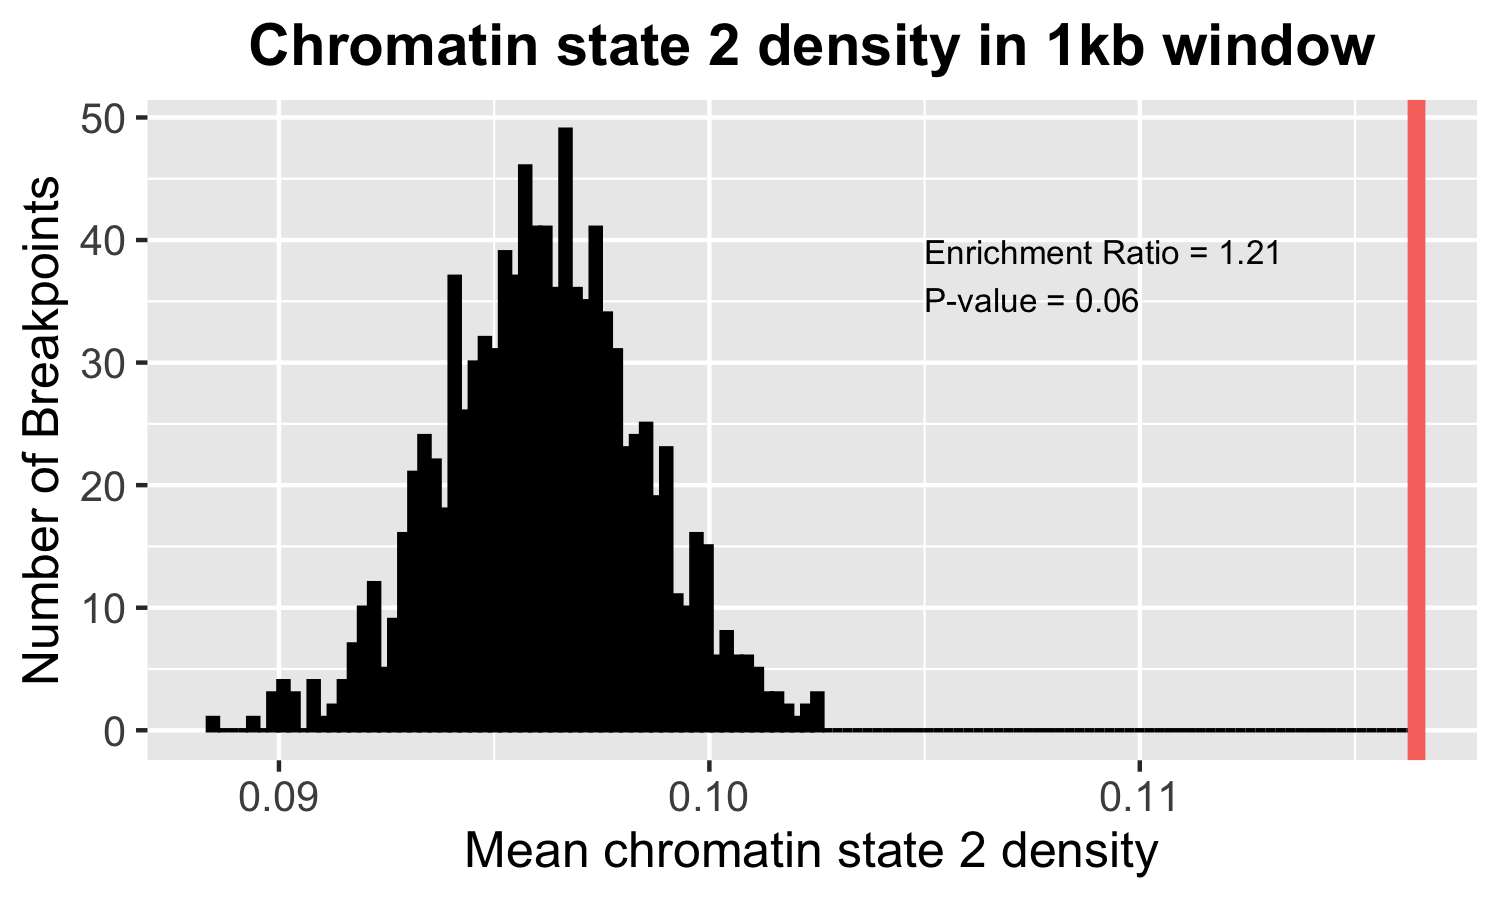 Chromatin state 2 density in 1kb window
Number of Breakpoints
50
40
30
20
10
0
Enrichment Ratio = 1.21
P-value = 0.06
0.09 0.10 0.11
Mean chromatin state 2 density